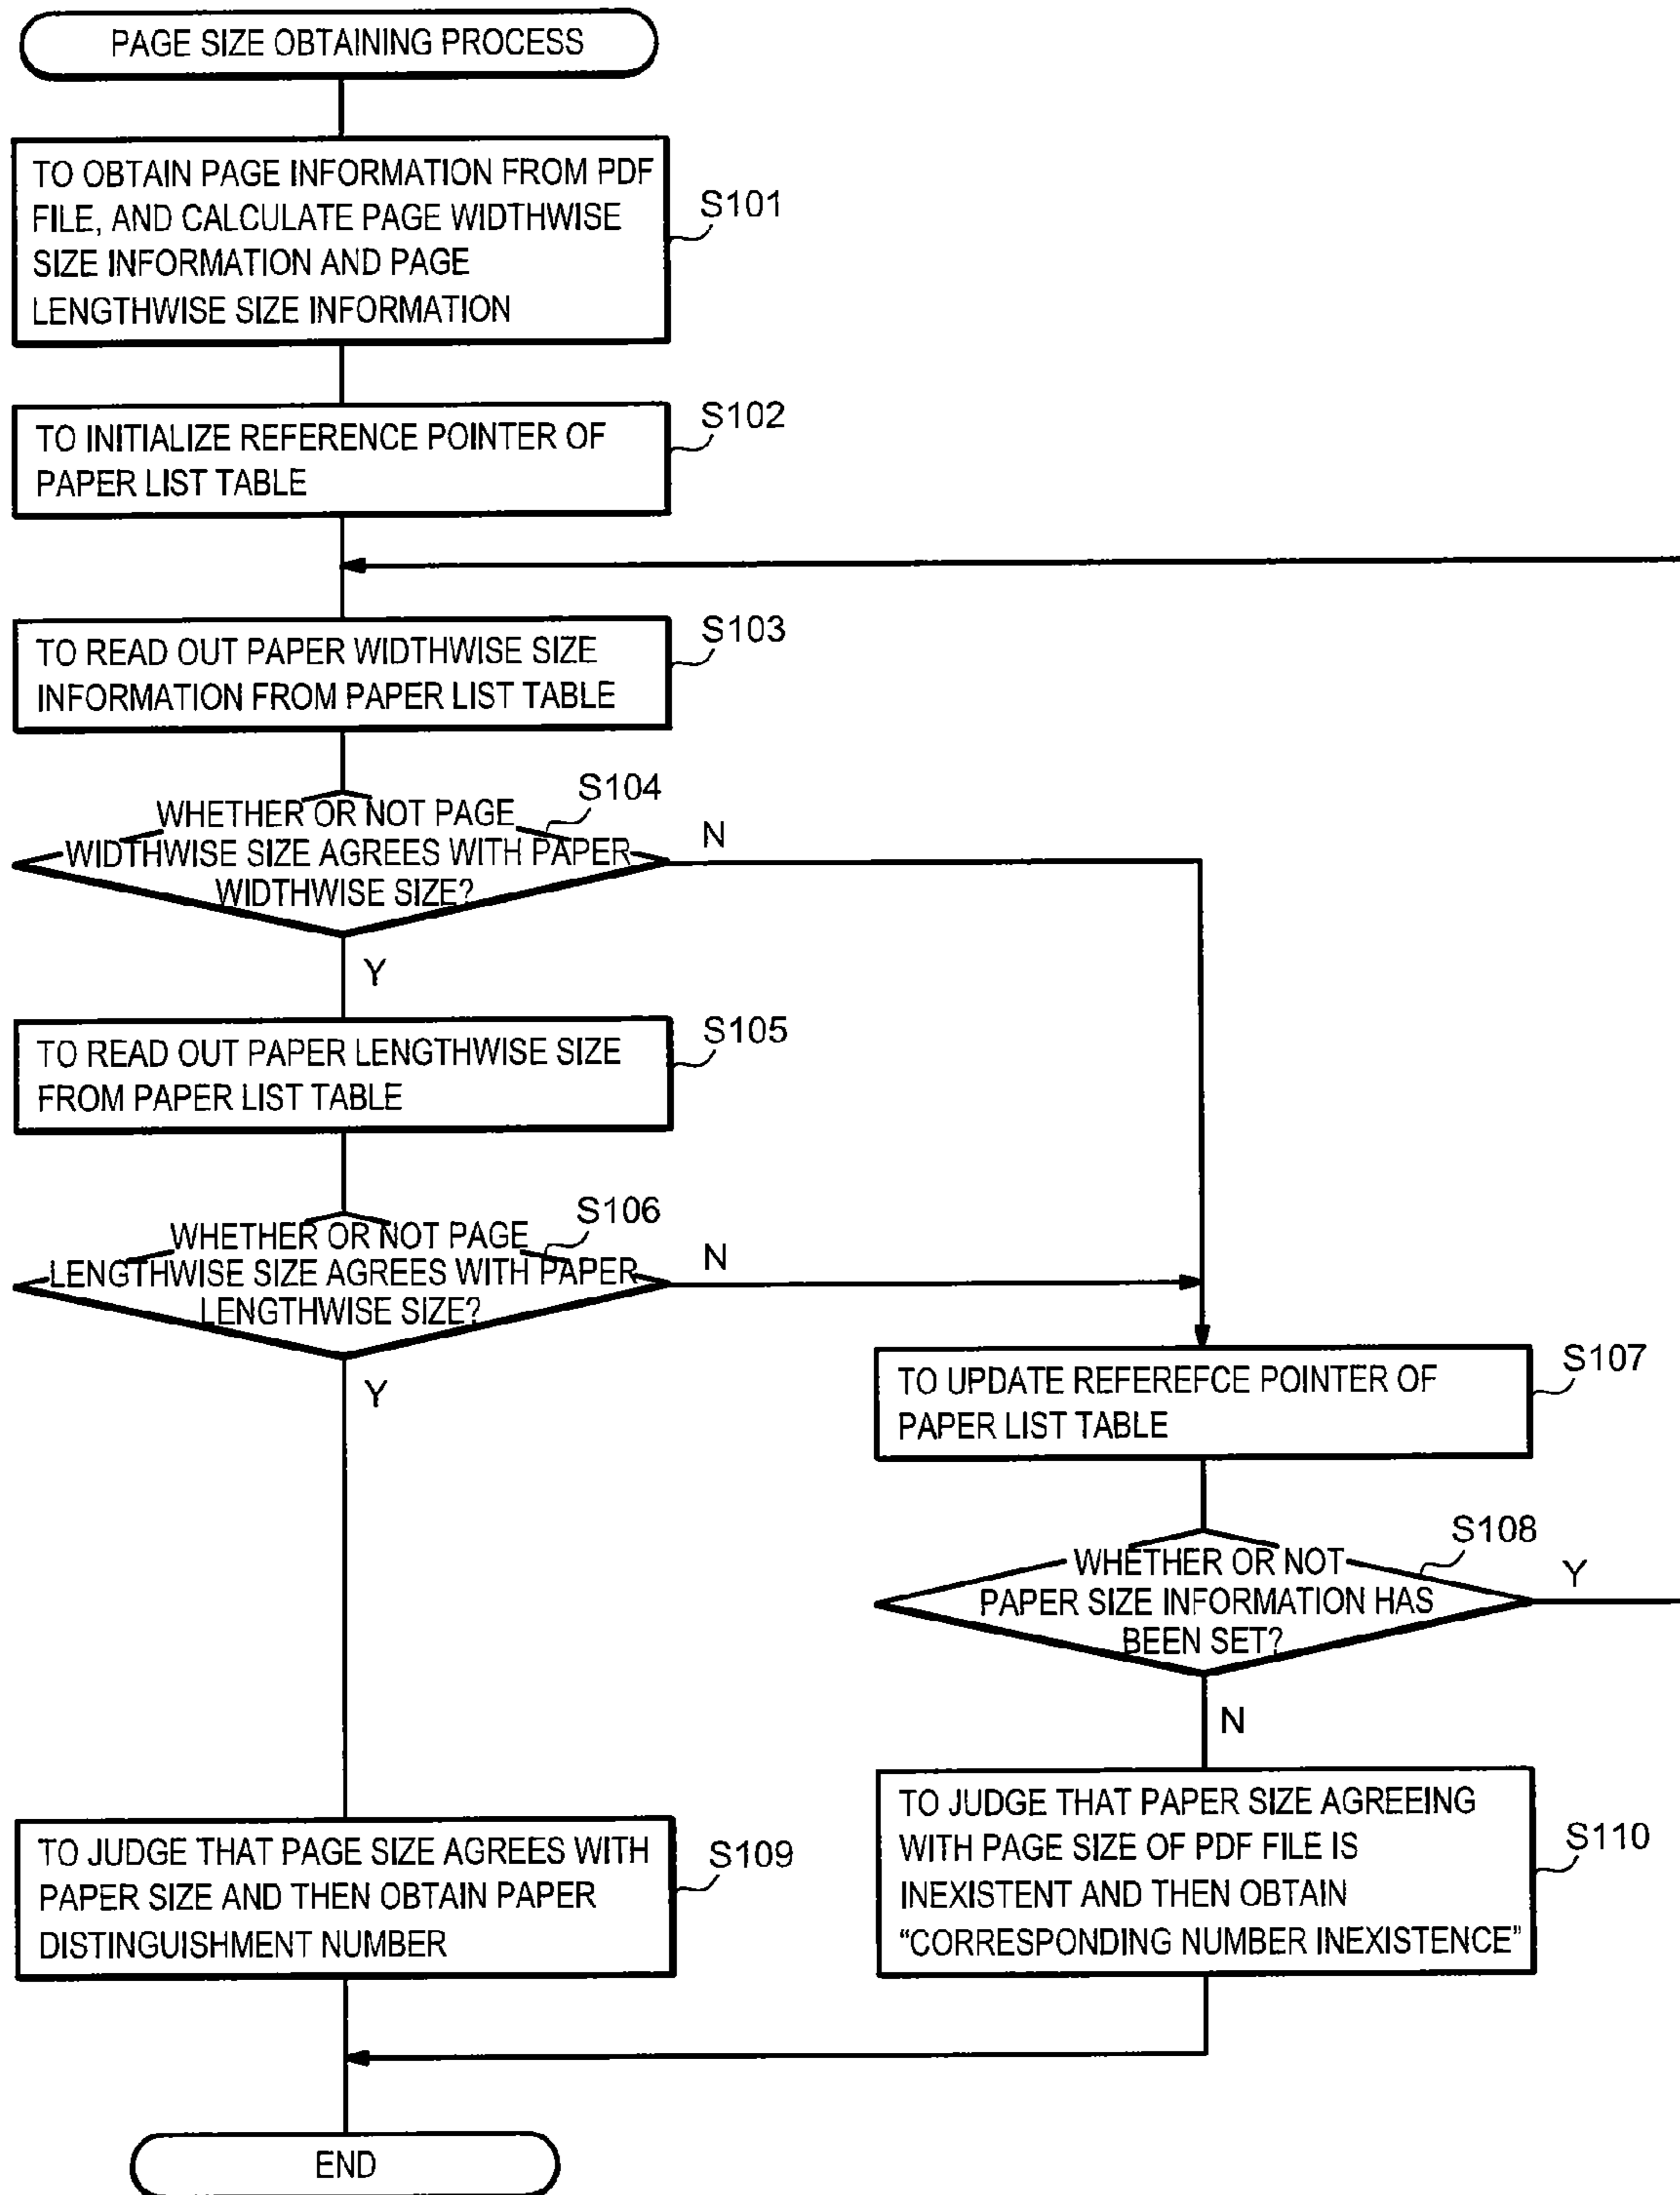 PAGE SIZE OBTAINING PROCESS
TO OBTAIN PAGE INFORMATION FROM PDF
FILE, AND CALCULATE PAGE WIDTHWISE
SIZE INFORMATION AND PAGE
LENGTHWISE SIZE INFORMATION
S101
TO INITIALIZE REFERENCE POINTER OF
PAPER LIST TABLE
S102
TO READ OUT PAPER WIDTHWISE SIZE
INFORMATION FROM PAPER LIST TABLE
S103
WHETHER OR NOT PAGE
WIDTHWISE SIZE AGREES WITH PAPER
WIDTHWISE SIZE?
S104
N
Y
TO READ OUT PAPER LENGTHWISE SIZE
FROM PAPER LIST TABLE
S105
WHETHER OR NOT PAGE
LENGTHWISE SIZE AGREES WITH PAPER
LENGTHWISE SIZE?
S106
N
Y
TO UPDATE REFEREFCE POINTER OF
PAPER LIST TABLE
S107
WHETHER OR NOT
PAPER SIZE INFORMATION HAS
BEEN SET?
S108
Y
N
TO JUDGE THAT PAGE SIZE AGREES WITH
PAPER SIZE AND THEN OBTAIN PAPER
DISTINGUISHMENT NUMBER
S109
TO JUDGE THAT PAPER SIZE AGREEING
WITH PAGE SIZE OF PDF FILE IS
INEXISTENT AND THEN OBTAIN
“CORRESPONDING NUMBER INEXISTENCE”
S110
END